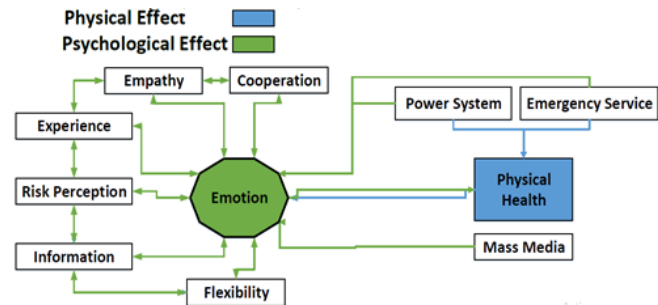 Physical Effect
Psychological Effect
Empathy
Cooperation
Power System
Emergency Service
Experience
Risk Perception
Emotion
Physical
Health
Information
Mass Media
Flexibility